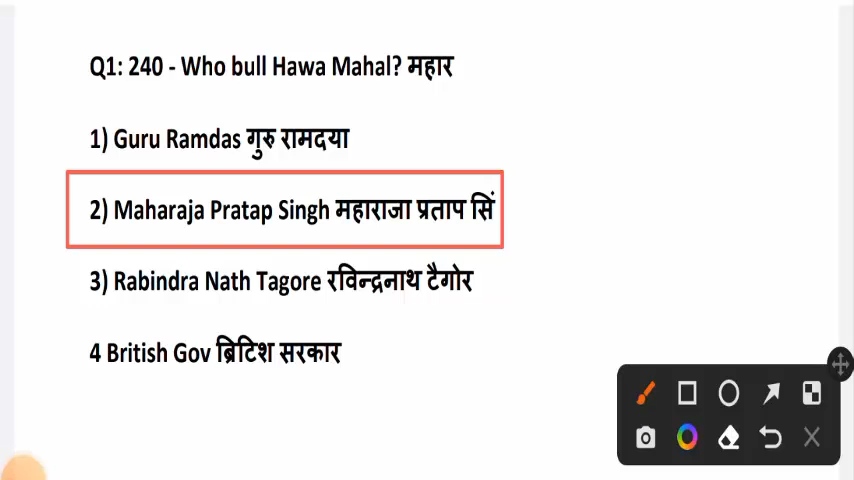 Q1: 240 - Who bull Hawa Mahal? महार
1) Guru Ramdas गुरु रामदया
2) Maharaja Pratap Singh महाराजा प्रताप सिं
3) Rabindra Nath Tagore रविन्द्रनाथ टैगोर
4 British Gov ब्रिटिश सरकार